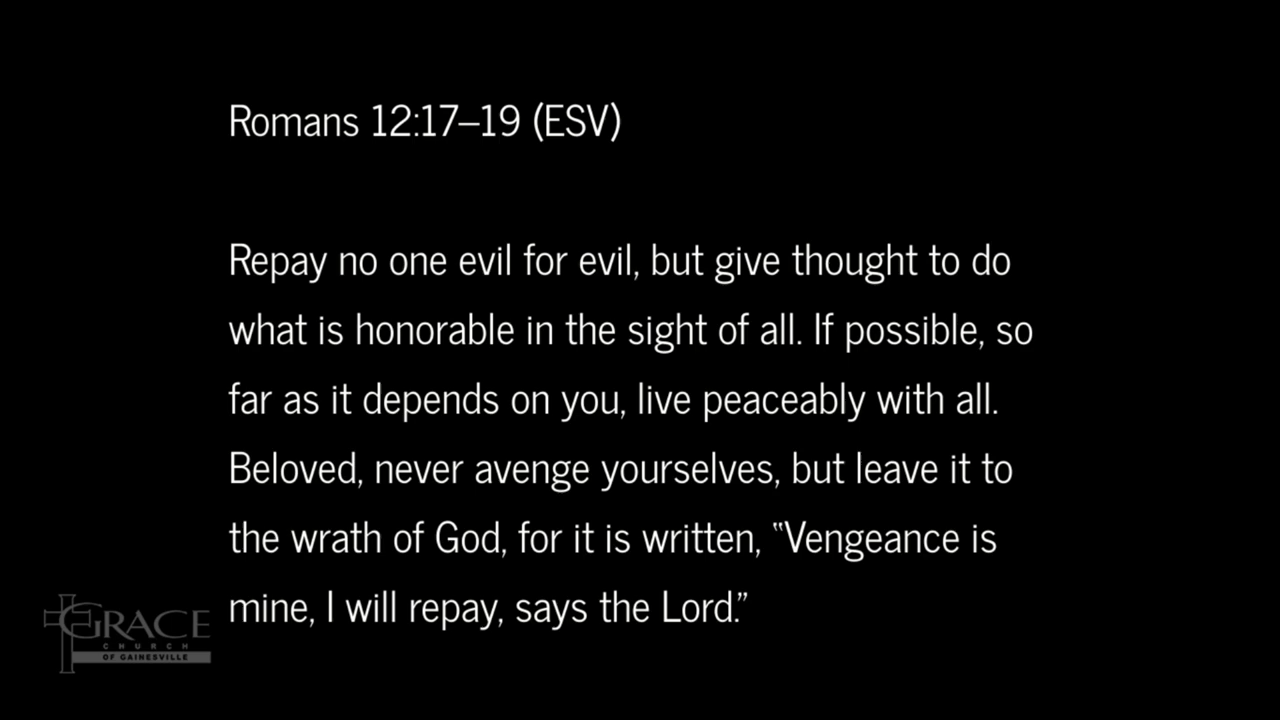 Romans 12:17–19 (ESV)
Repay no one evil for evil, but give thought to do
what is honorable in the sight of all. If possible, so
far as it depends on you, live peaceably with all.
Beloved, never avenge yourselves, but leave it to
the wrath of God, for it is written, “Vengeance is
mine, I will repay, says the Lord.”
GRACE
CHURCH
OF GAINESVILLE